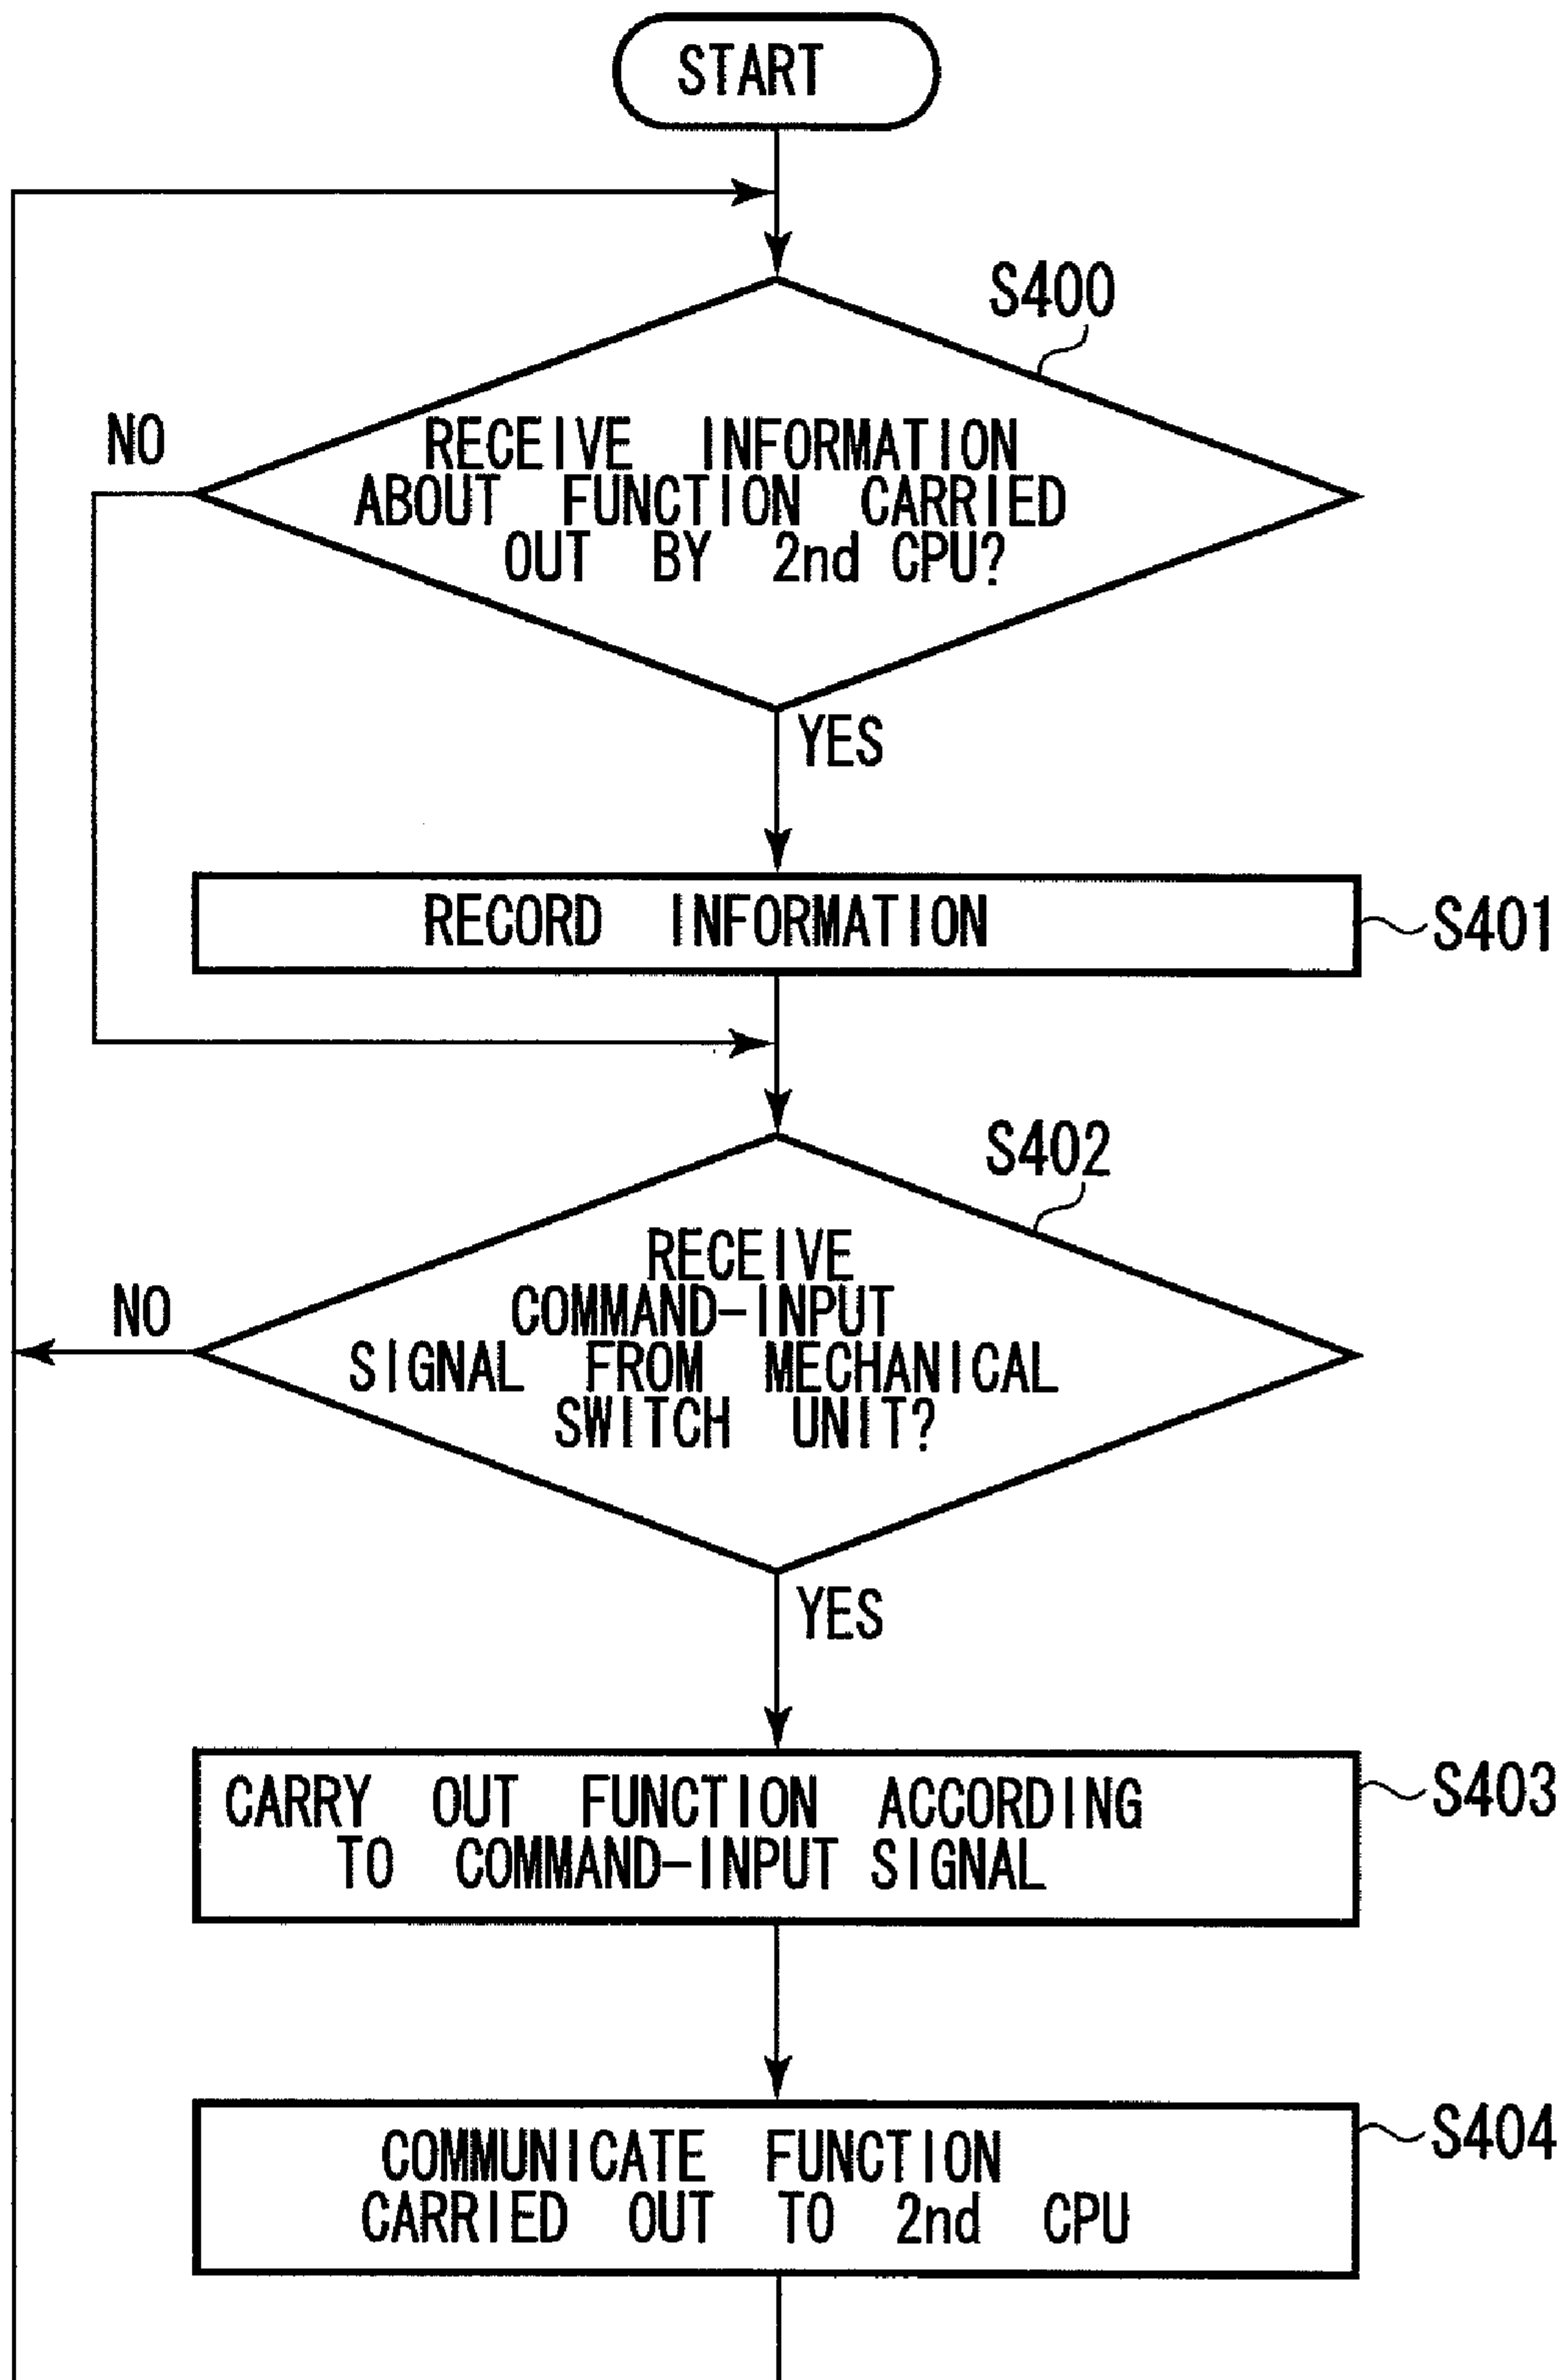 START
S400
NO
RECEIVE INFORMATION
ABOUT FUNCTION CARRIED
OUT BY 2nd CPU?
YES
RECORD INFORMATION
S401
S402
NO
RECEIVE
COMMAND-INPUT
SIGNAL FROM MECHANICAL
SWITCH UNIT?
YES
CARRY OUT FUNCTION ACCORDING
TO COMMAND-INPUT SIGNAL
S403
COMMUNICATE FUNCTION
CARRIED OUT TO 2nd CPU
S404